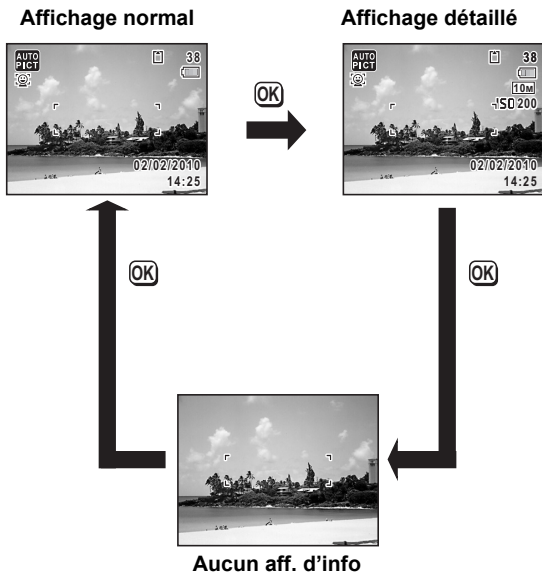 Affichage normal
Affichage détaillé
AUTO
PICT
38
02/02/2010
14:25
OK
AUTO
PICT
38
10M
ISO 200
02/02/2010
14:25
OK
OK
Aucun aff. d'info